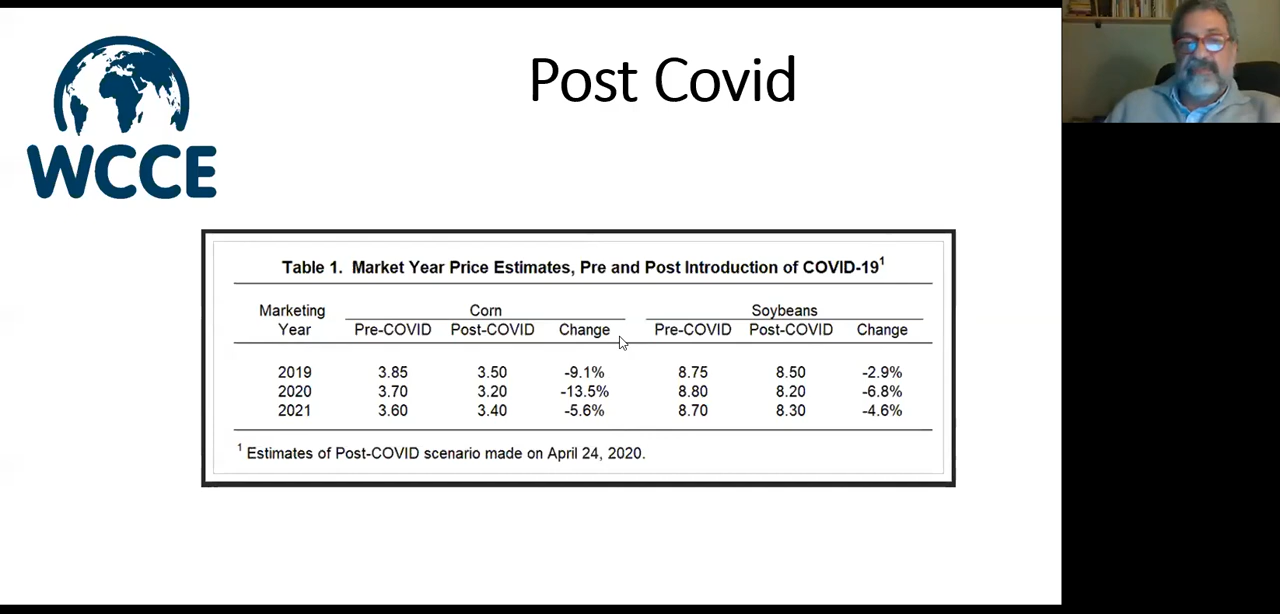 WCCE
Post Covid
Table 1. Market Year Price Estimates, Pre and Post Introduction of COVID-19¹
Marketing Year Corn Soybeans
Pre-COVID Post-COVID Change Pre-COVID Post-COVID Change
2019 3.85 3.50 -9.1% 8.75 8.50 -2.9%
2020 3.70 3.20 -13.5% 8.80 8.20 -6.8%
2021 3.60 3.40 -5.6% 8.70 8.30 -4.6%
¹ Estimates of Post-COVID scenario made on April 24, 2020.